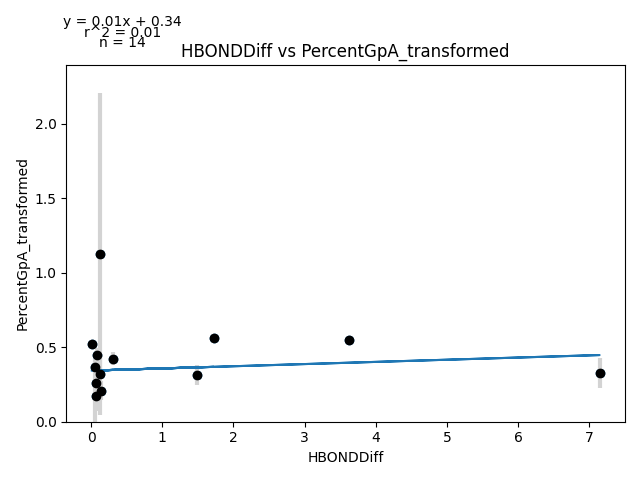 y = 0.01x + 0.34
r^2 = 0.01
n = 14
HBONDDiff vs PercentGpA_transformed
PercentGpA_transformed
2.0
1.5
1.0
0.5
0.0
0 1 2 3 4 5 6 7
HBONDDiff